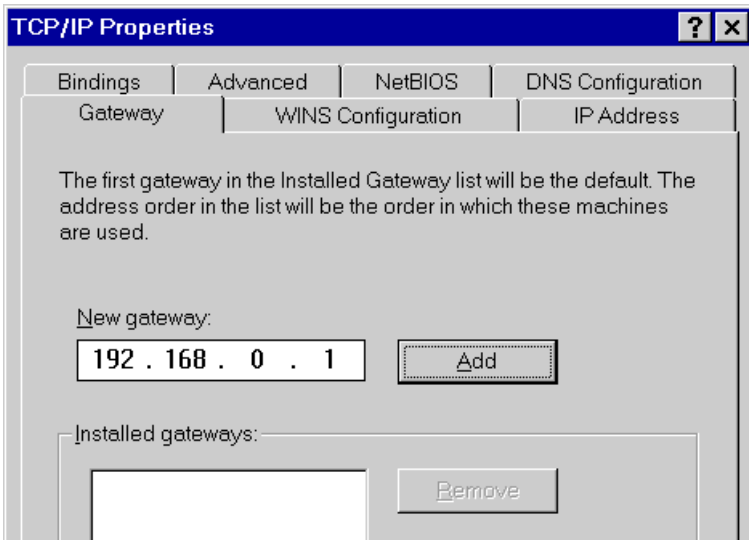 TCP/IP Properties
? ×
Bindings Advanced NetBIOS DNS Configuration
Gateway WINS Configuration IP Address
The first gateway in the Installed Gateway list will be the default. The
address order in the list will be the order in which these machines
are used.
New gateway:
192 . 168 . 0 . 1 Add
Installed gateways:
Remove